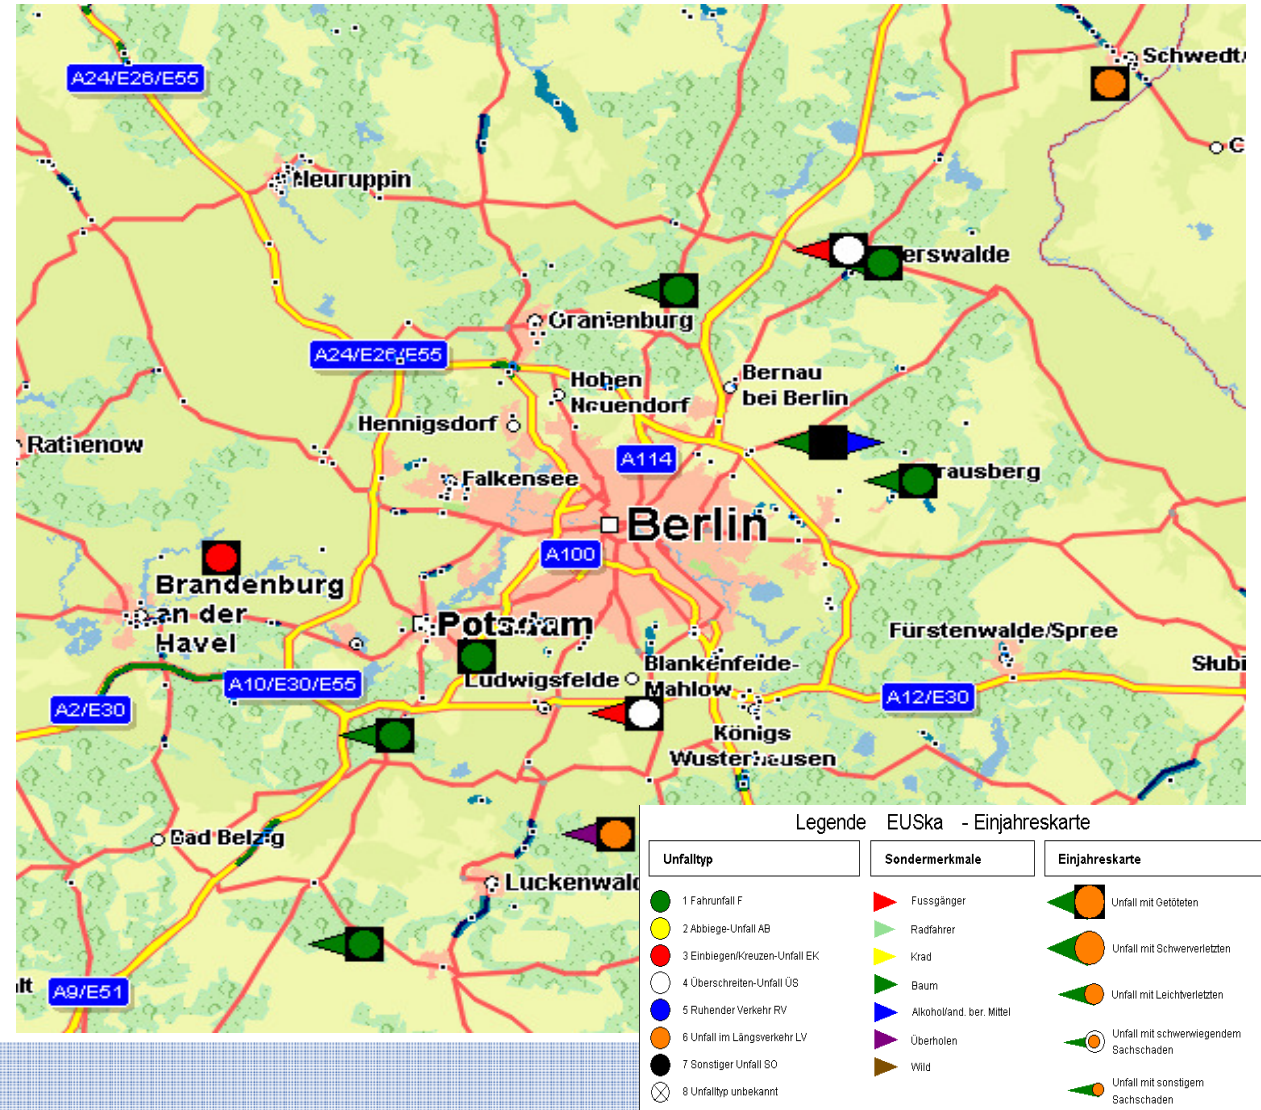 A24/E26/E55
Schwedt/
C
Neuruppin
erswalde
Oranienburg
A24/E26/E55
Hohen
Neuendorf
Bernau
bei Berlin
Hennigsdorf
Rathenow
A114
Falkensee
rausberg
Berlin
A100
Brandenburg
an der
Havel
Potsdam
Fürstenwalde/Spree
Blankenfelde-
Mahlow
Słubi
Ludwigsfelde
A10/E30/E55
A2/E30
A12/E30
Königs
Wusterhausen
Bad Belzig
Luckenwald
lt
A9/E51
Legende EUSka - Einjahreskarte
Unfalltyp
1 Fahrunfall F
2 Abbiege-Unfall AB
3 Einbiegen/Kreuzen-Unfall EK
4 Überschreiten-Unfall ÜS
5 Ruhender Verkehr RV
6 Unfall im Längsverkehr LV
7 Sonstiger Unfall SO
8 Unfalltyp unbekannt
Sondermerkmale
Fussgänger
Radfahrer
Krad
Baum
Alkohol/and. ber. Mittel
Überholen
Wild
Einjahreskarte
Unfall mit Getöteten
Unfall mit Schwerverletzten
Unfall mit Leichtverletzten
Unfall mit schwerwiegendem
Sachschaden
Unfall mit sonstigem
Sachschaden